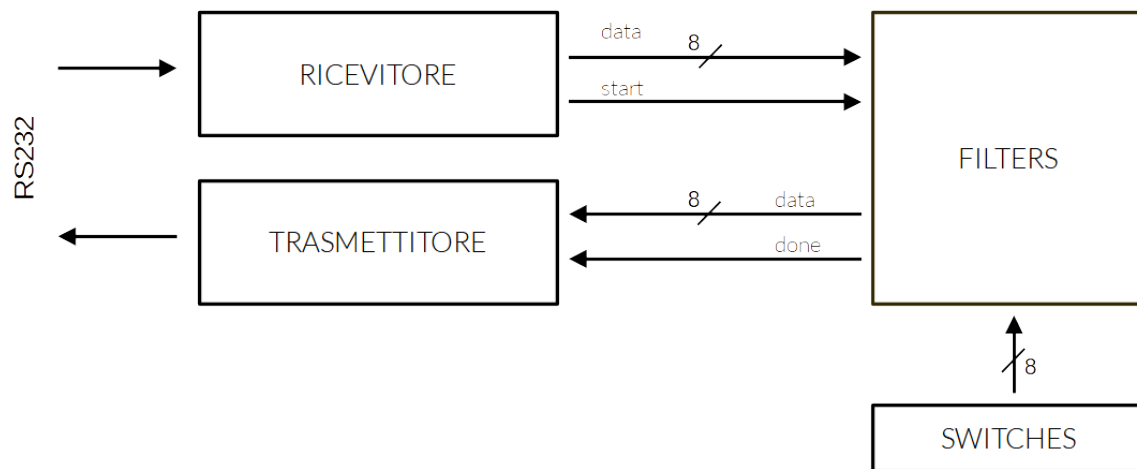 RS232
RICEVITORE
data
8
start
FILTERS
TRASMETTITORE
8
data
done
8
SWITCHES